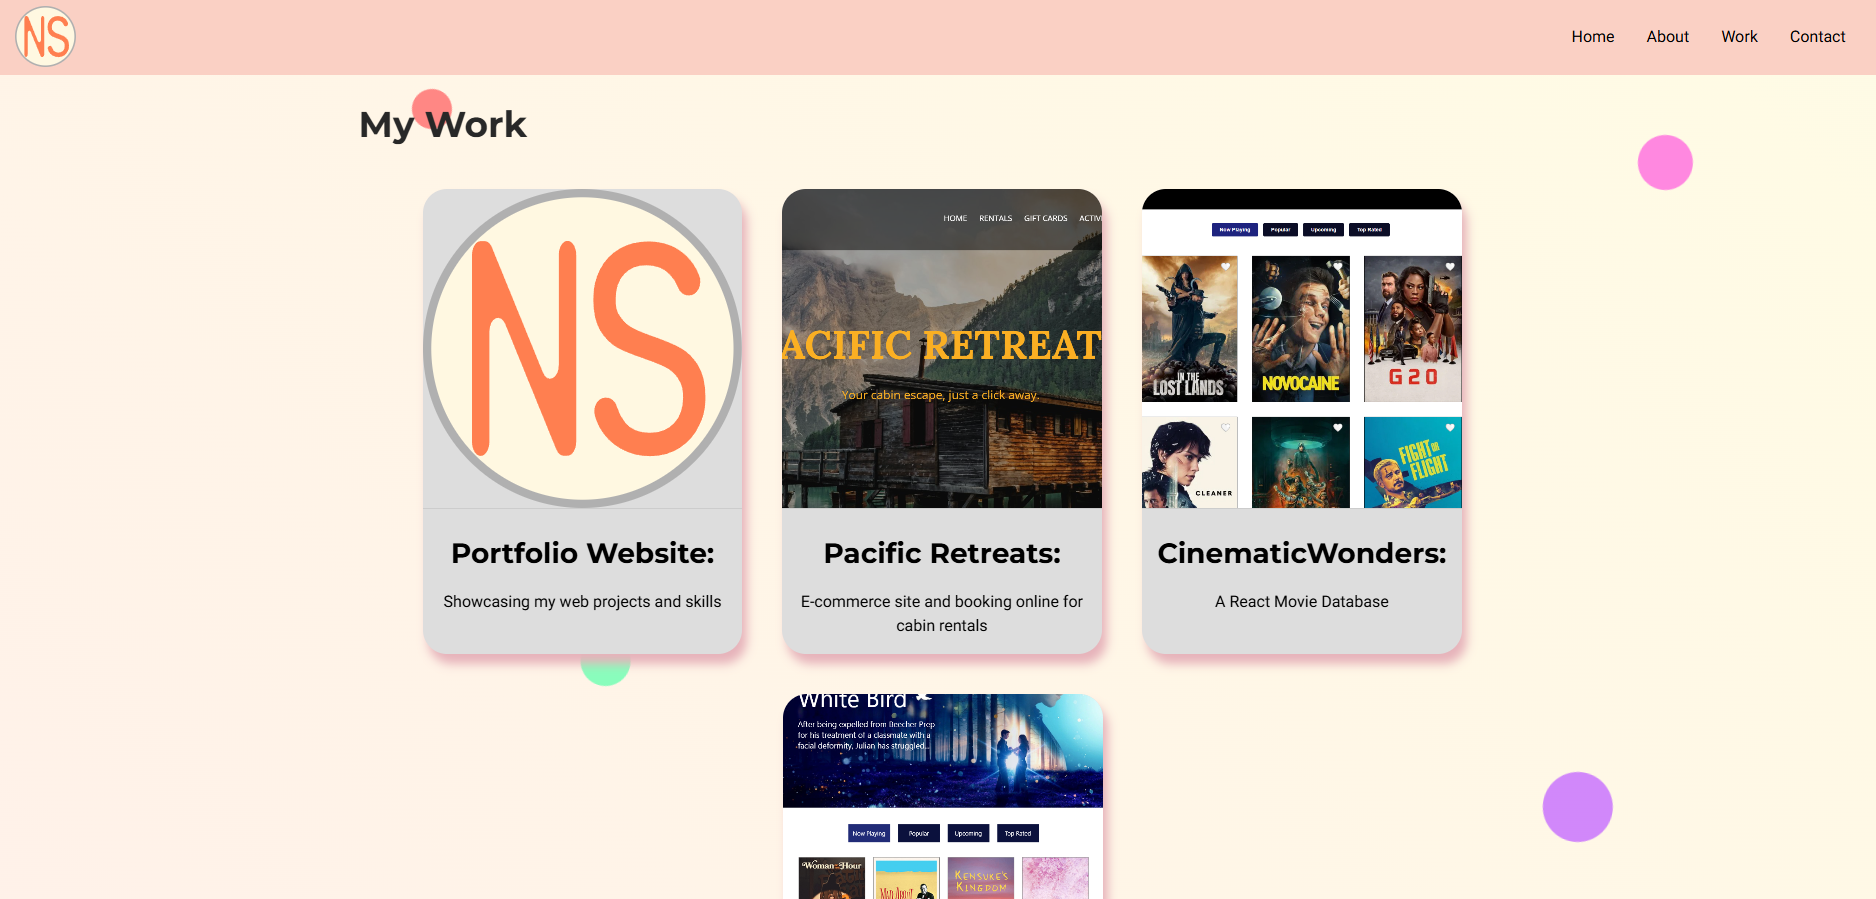 NS
Home About Work Contact
My Work
NS
HOME RENTALS GIFT CARDS ACTIVI
ACIFIC RETREAT
Your cabin escape, just a click away.
Now Playing Popular Upcoming Top Rated
IN THE
LOST LANDS
NOVOCAINE
G20
CLEANER
FIGHT OR
FLIGHT
Portfolio Website:
Showcasing my web projects and skills
Pacific Retreats:
E-commerce site and booking online for
cabin rentals
CinematicWonders:
A React Movie Database
White Bird
After being expelled from Beecher Prep
for his treatment of a classmate with a
facial deformity, Julian has struggled...
Now Playing Popular Upcoming Top Rated
Woman of the Hour
KENSUKE'S
KINGDOM